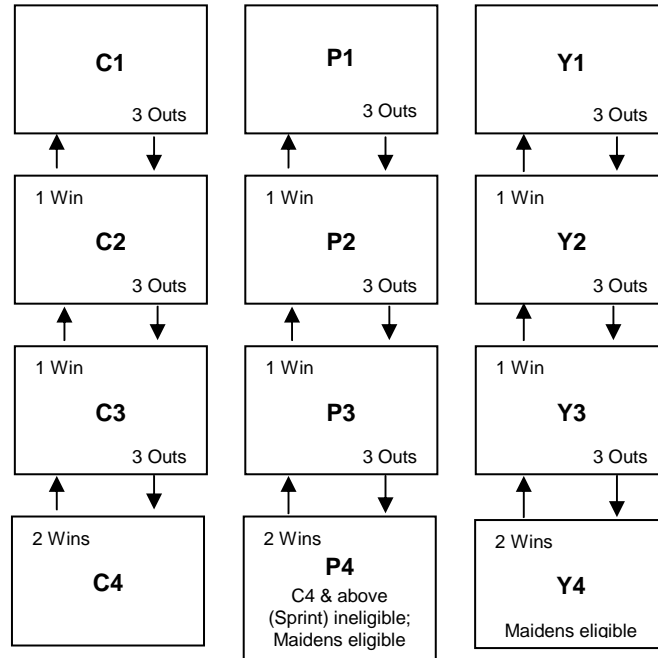 C1
3 Outs
1 Win
C2
3 Outs
1 Win
C3
3 Outs
2 Wins
C4
P1
3 Outs
1 Win
P2
3 Outs
1 Win
P3
3 Outs
2 Wins
P4
C4 & above
(Sprint) ineligible;
Maidens eligible
Y1
3 Outs
1 Win
Y2
3 Outs
1 Win
Y3
3 Outs
2 Wins
Y4
Maidens eligible